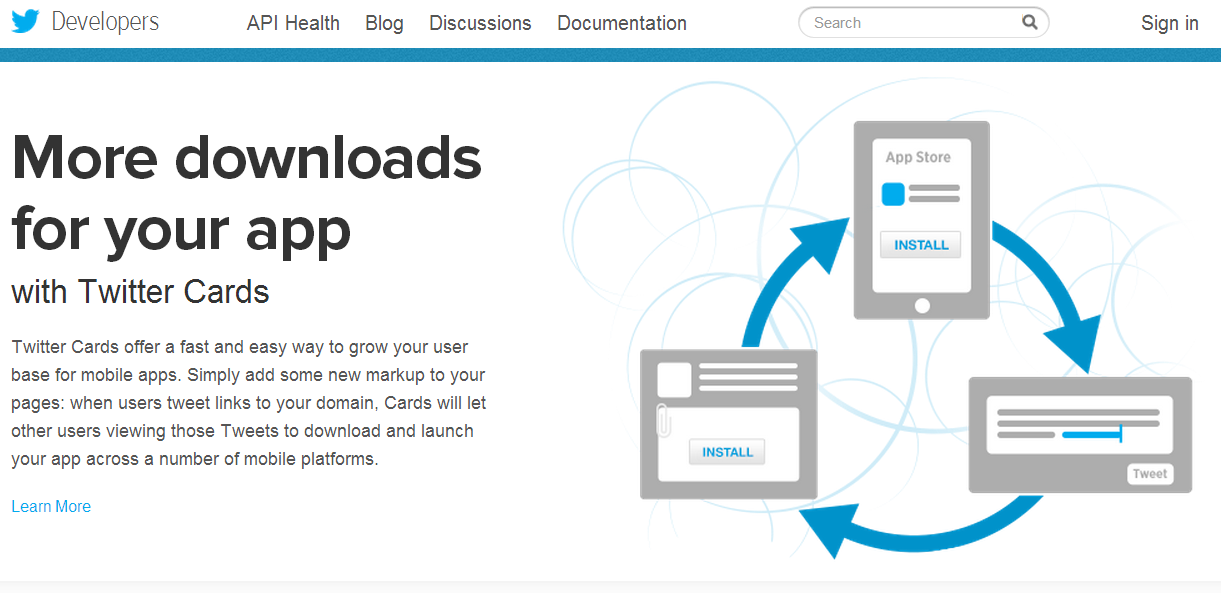 Developers API Health Blog Discussions Documentation Search Sign in
More downloads
for your app
with Twitter Cards
Twitter Cards offer a fast and easy way to grow your user
base for mobile apps. Simply add some new markup to your
pages: when users tweet links to your domain, Cards will let
other users viewing those Tweets to download and launch
your app across a number of mobile platforms.
Learn More
App Store
INSTALL
INSTALL
Tweet